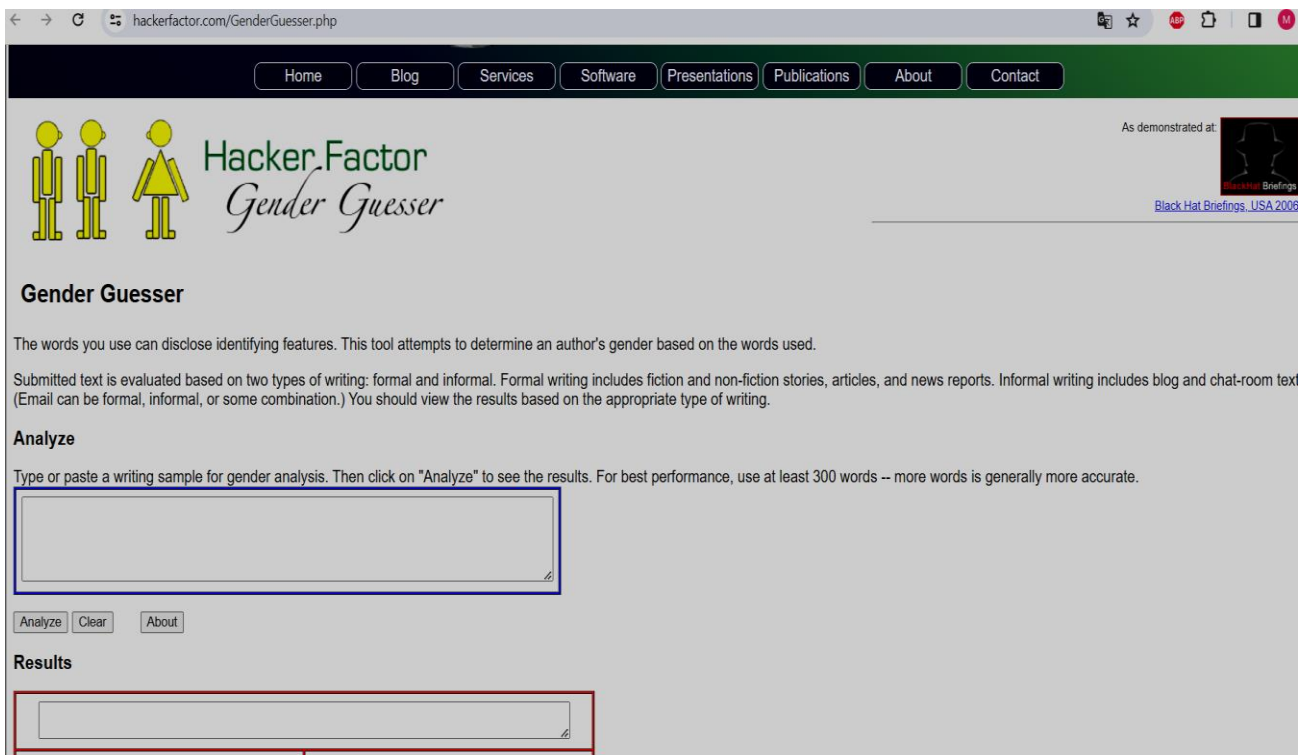 hackerfactor.com/GenderGuesser.php
ABP
M
Home Blog Services Software Presentations Publications About Contact
As demonstrated at:
BlackHat Briefings
Black Hat Briefings, USA 2006
Hacker Factor
Gender Guesser
Gender Guesser
The words you use can disclose identifying features. This tool attempts to determine an author's gender based on the words used.
Submitted text is evaluated based on two types of writing: formal and informal. Formal writing includes fiction and non-fiction stories, articles, and news reports. Informal writing includes blog and chat-room text
(Email can be formal, informal, or some combination.) You should view the results based on the appropriate type of writing.
Analyze
Type or paste a writing sample for gender analysis. Then click on "Analyze" to see the results. For best performance, use at least 300 words -- more words is generally more accurate.
Analyze Clear About
Results